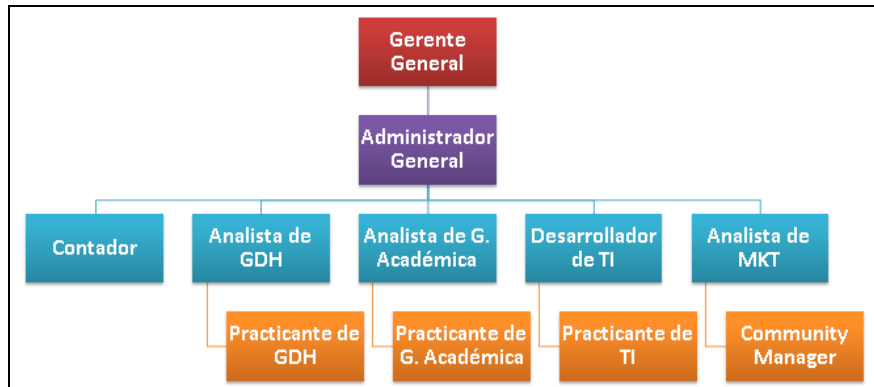 Gerente
General
Administrador
General
Contador
Analista de
GDH
Analista de G.
Académica
Desarrollador
de TI
Analista de
MKT
Practicante de
GDH
Practicante de
G. Académica
Practicante de
TI
Community
Manager